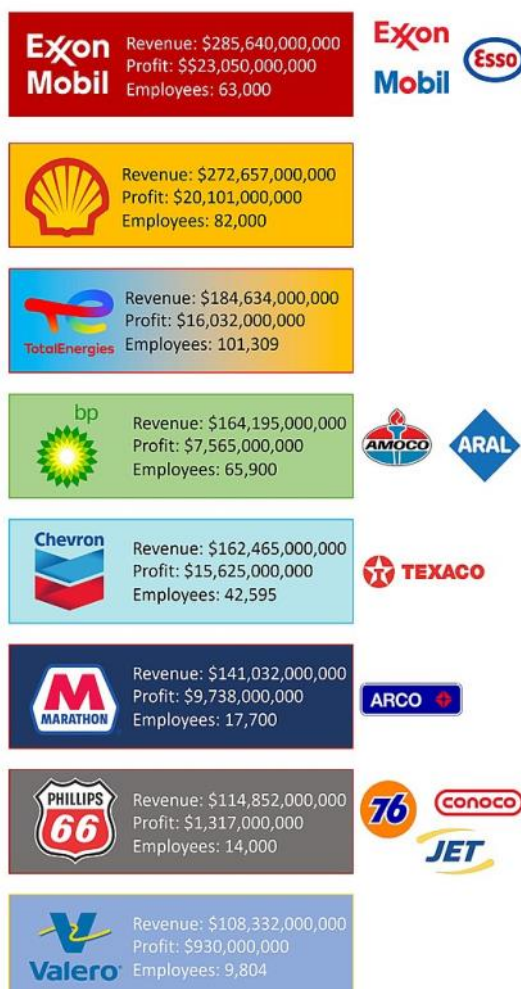 Exxon
Mobil
Revenue: $285,640,000,000
Profit: $$23,050,000,000
Employees: 63,000
Exxon
Mobil
Esso
Revenue: $272,657,000,000
Profit: $20,101,000,000
Employees: 82,000
TotalEnergies
Revenue: $184,634,000,000
Profit: $16,032,000,000
Employees: 101,309
bp
Revenue: $164,195,000,000
Profit: $7,565,000,000
Employees: 65,900
AMOCO
ARAL
Chevron
Revenue: $162,465,000,000
Profit: $15,625,000,000
Employees: 42,595
TEXACO
M
MARATHON
Revenue: $141,032,000,000
Profit: $9,738,000,000
Employees: 17,700
ARCO
PHILLIPS
66
Revenue: $114,852,000,000
Profit: $1,317,000,000
Employees: 14,000
76
conoco
JET
Valero
Revenue: $108,332,000,000
Profit: $930,000,000
Employees: 9,804